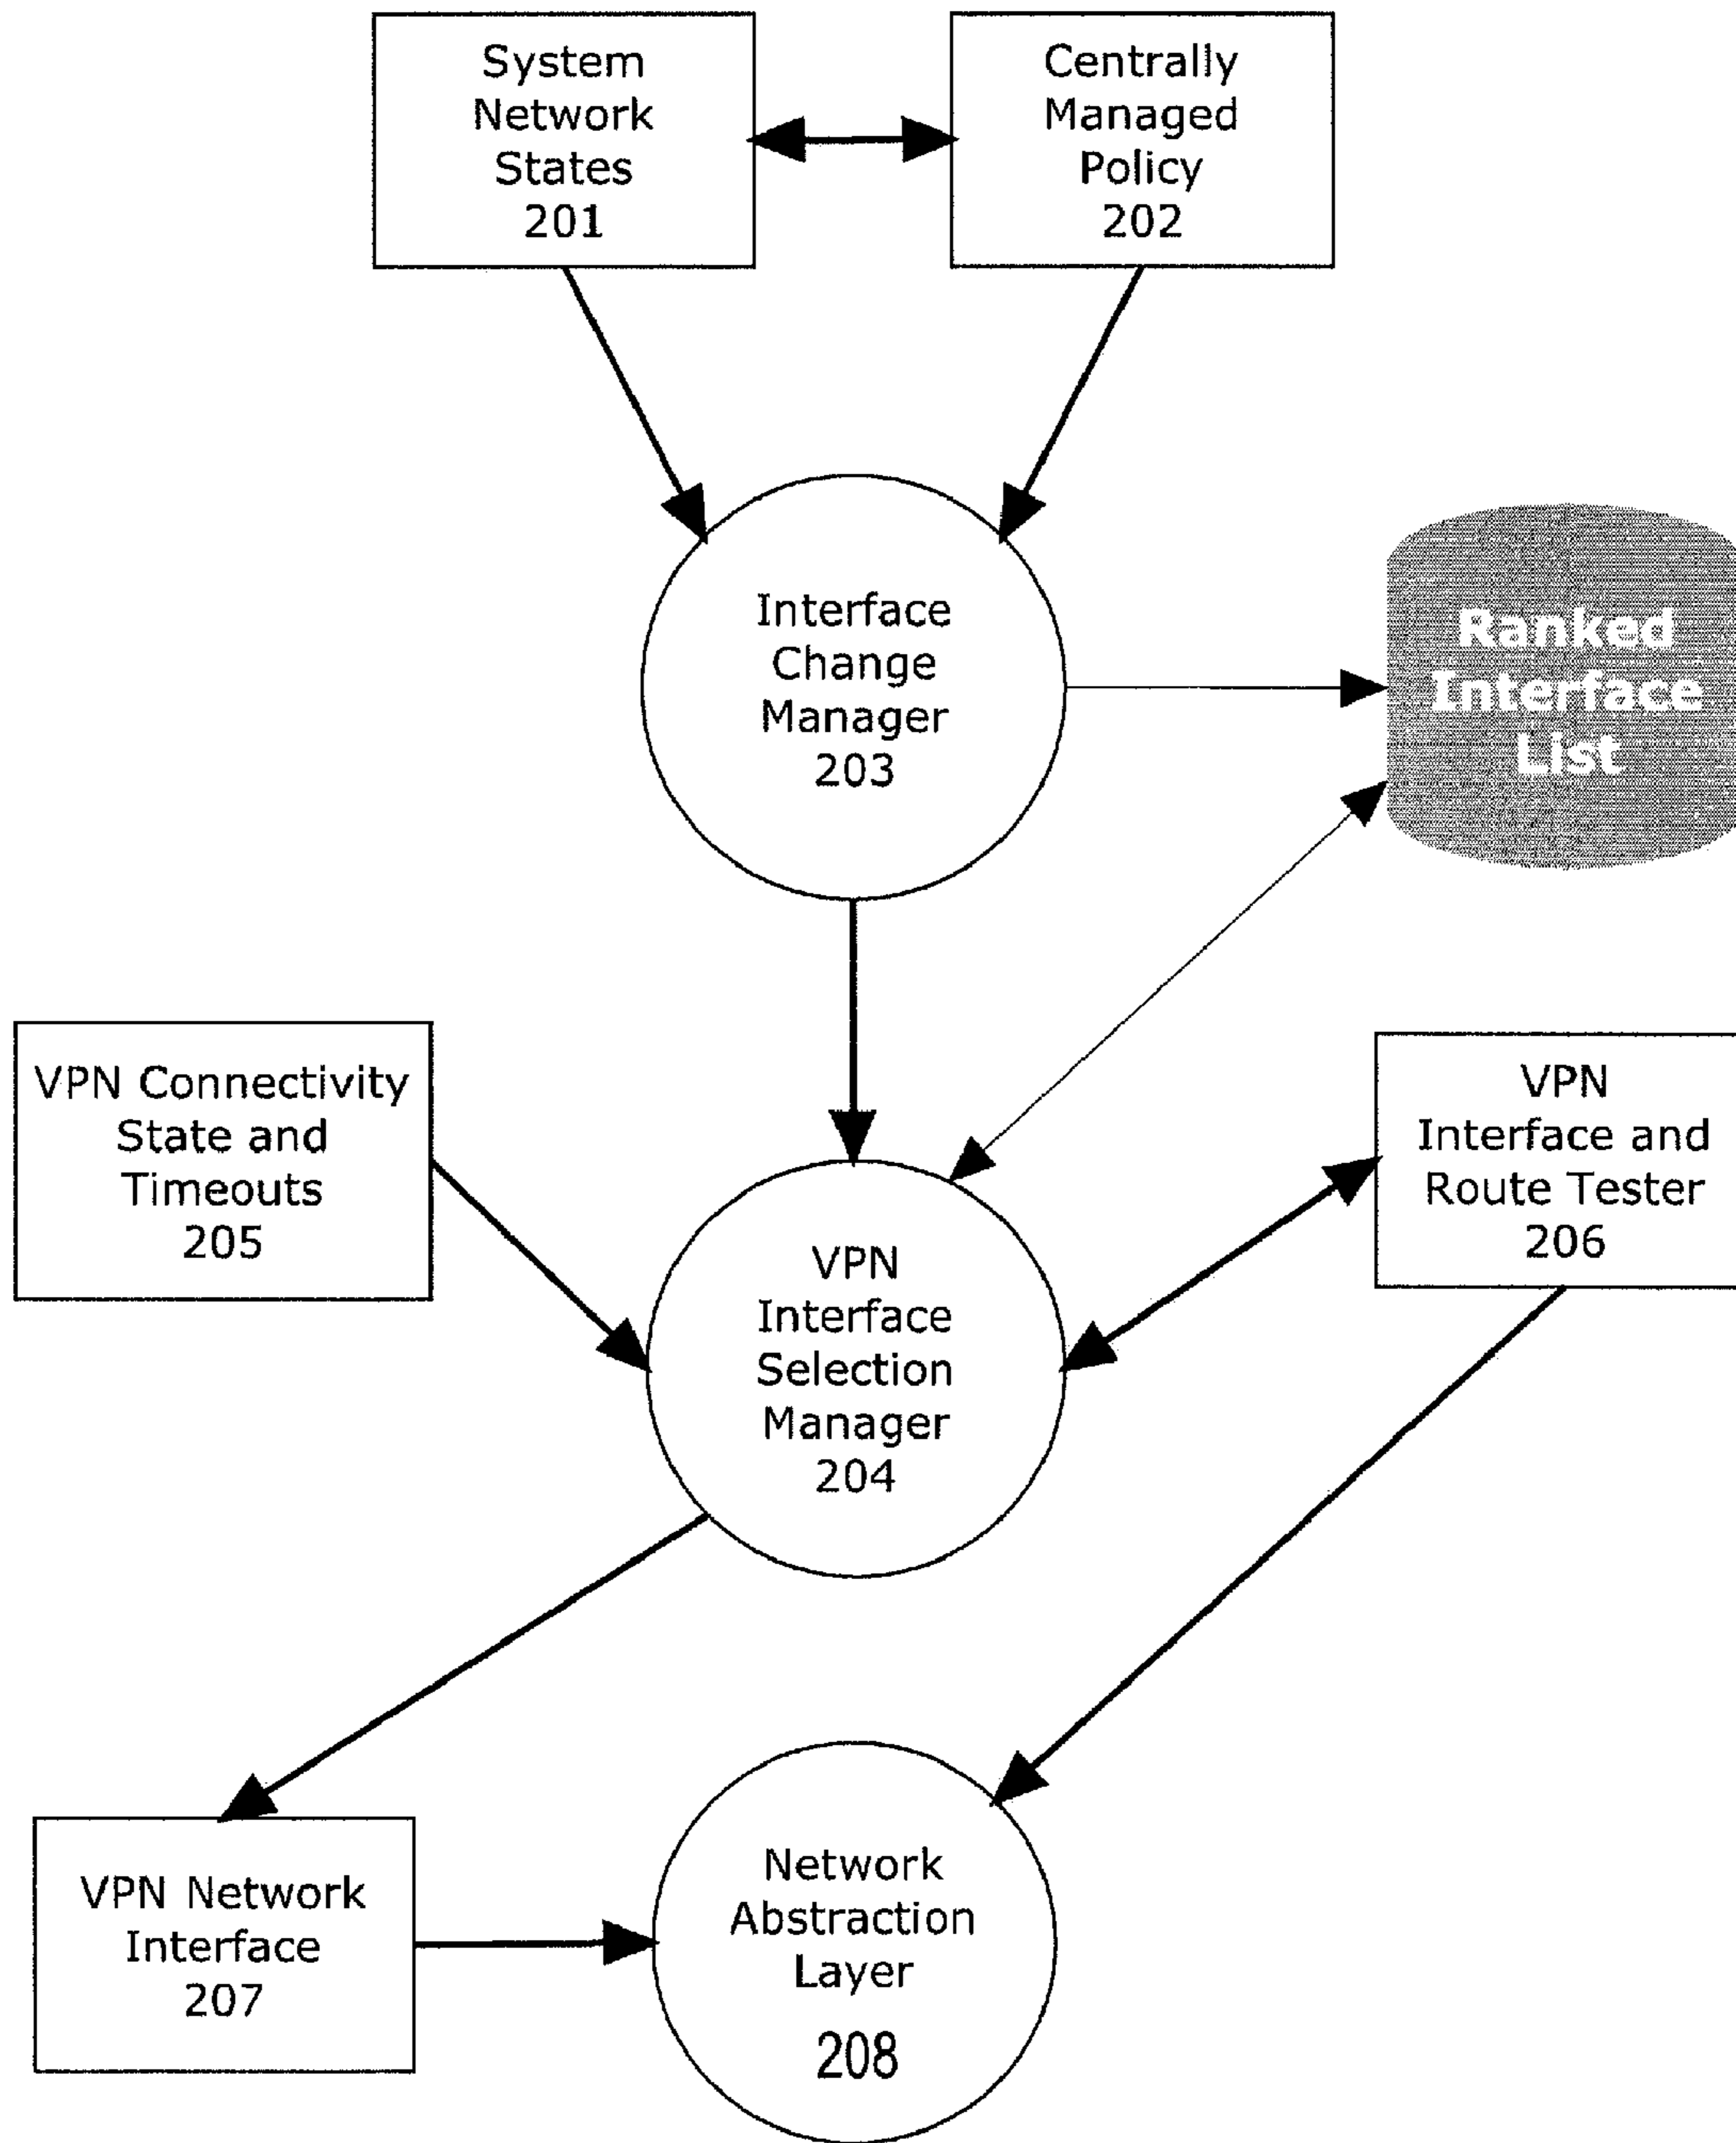 System
Network
States
201
Centrally
Managed
Policy
202
Interface
Change
Manager
203
Ranked
Interface
List
VPN Connectivity
State and
Timeouts
205
VPN
Interface and
Route Tester
206
VPN
Interface
Selection
Manager
204
VPN Network
Interface
207
Network
Abstraction
Layer
208